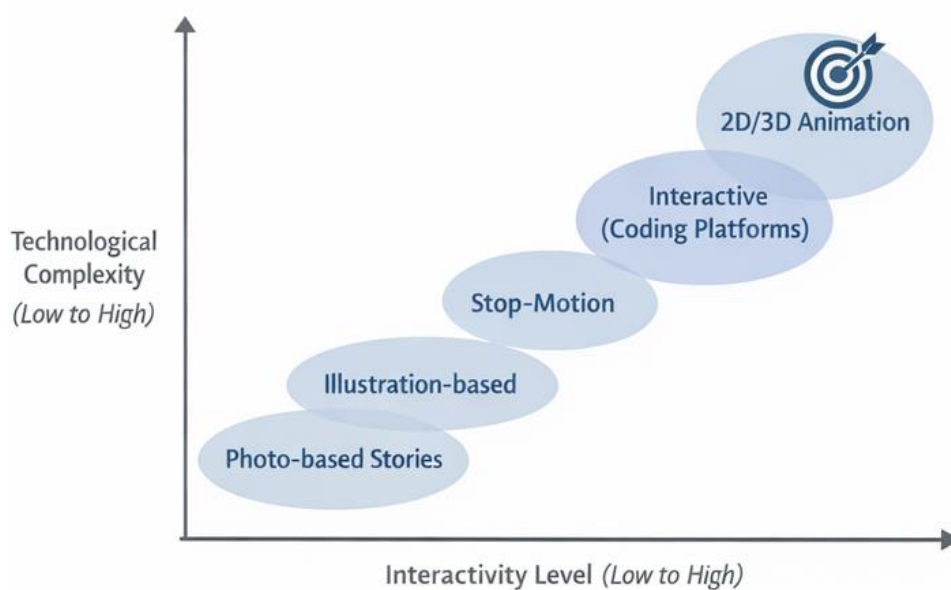 2D/3D Animation
Interactive
(Coding Platforms)
Technological
Complexity
(Low to High)
Stop-Motion
Illustration-based
Photo-based Stories
Interactivity Level (Low to High)